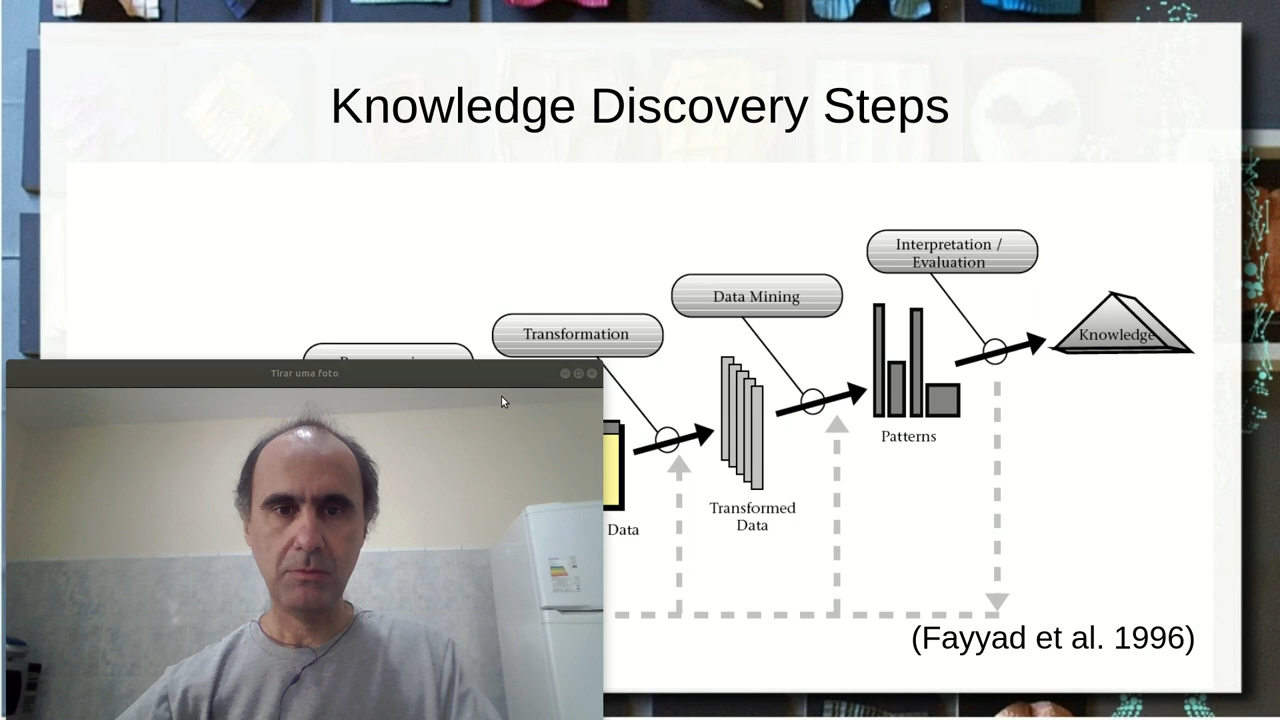 Knowledge Discovery Steps
Interpretation /
Evaluation
Data Mining
Transformation
Knowledge
Tirar uma foto
Patterns
Transformed
Data
Data
(Fayyad et al. 1996)